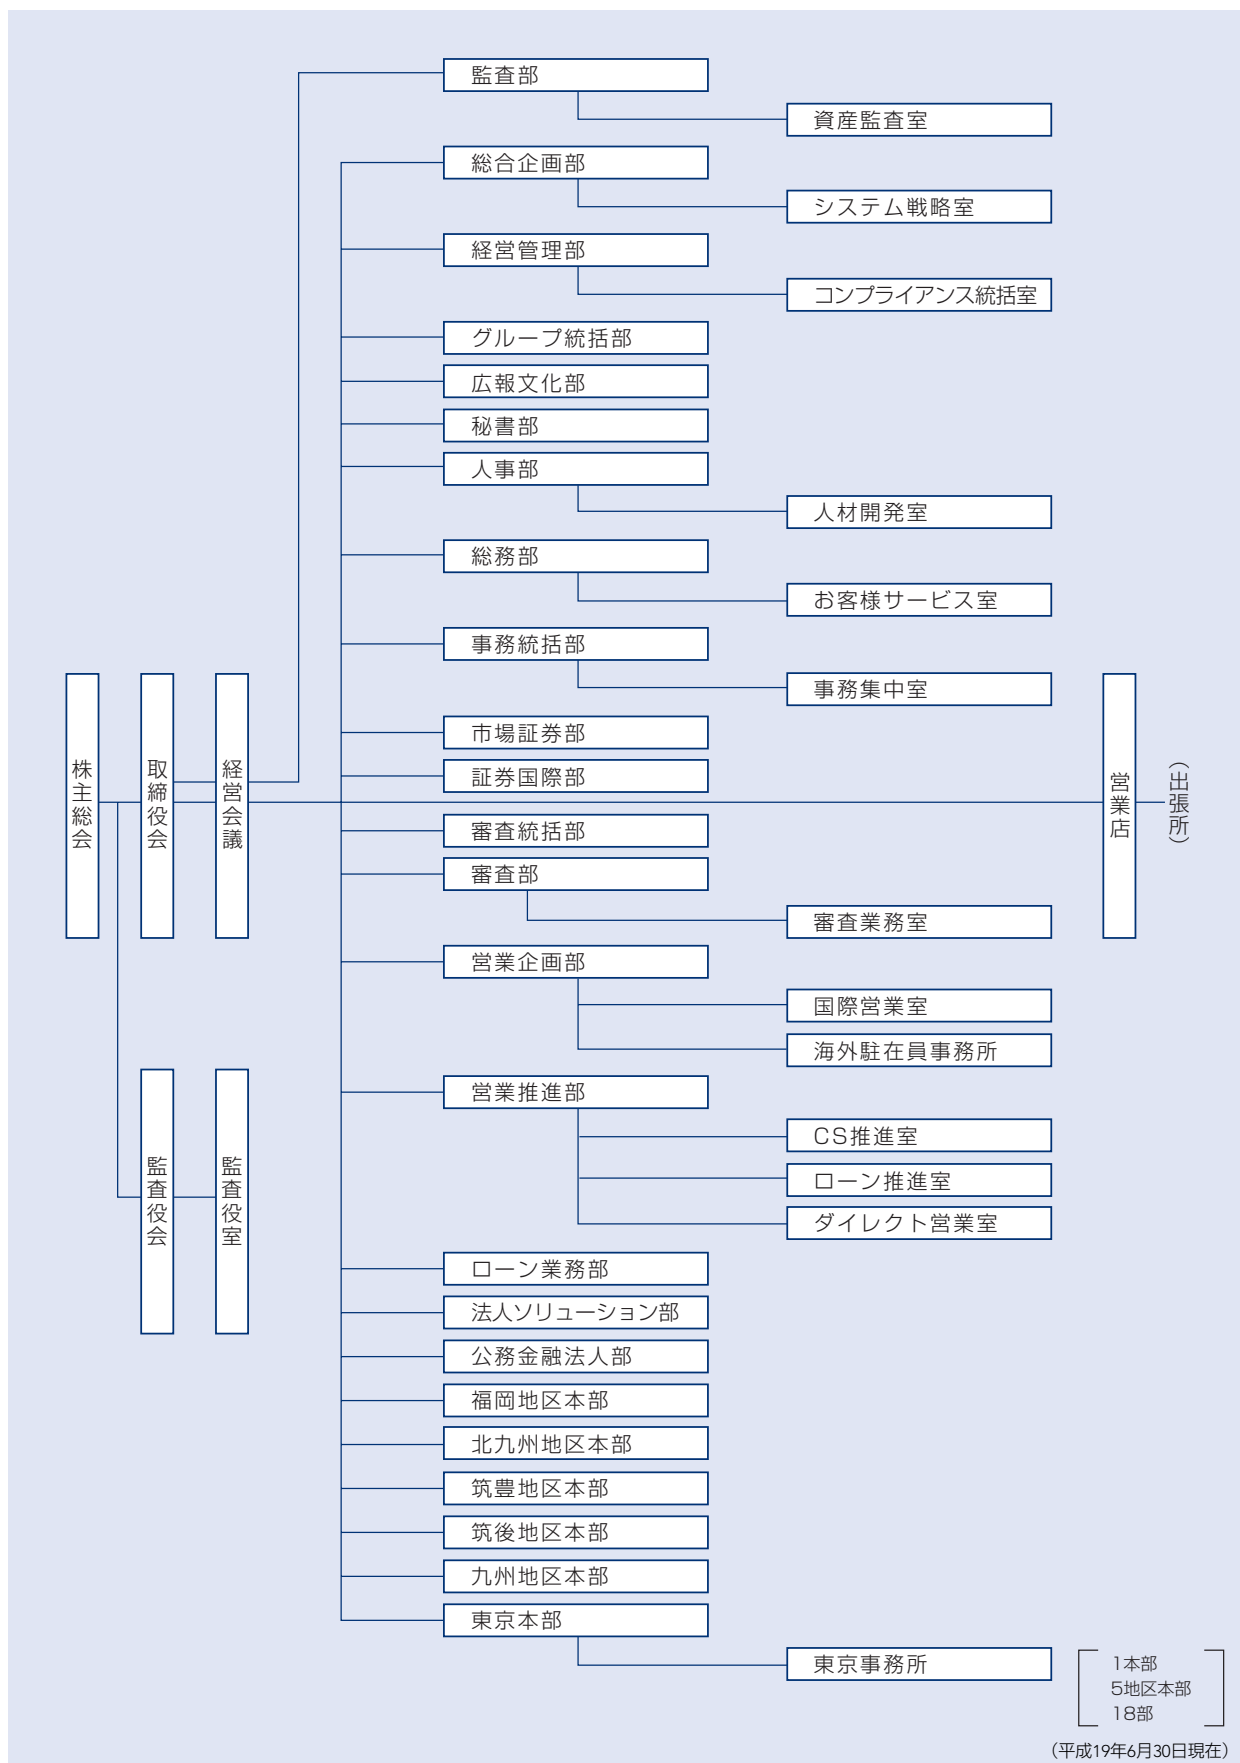 監査部
資産監査室
総合企画部
システム戦略室
経営管理部
コンプライアンス統括室
グループ統括部
広報文化部
秘書部
人事部
人材開発室
総務部
お客様サービス室
事務統括部
事務集中室
株主総会
取締役会
経営会議
市場証券部
証券国際部
営業店
（出張所）
審査統括部
審査部
審査業務室
営業企画部
国際営業室
海外駐在員事務所
監査役会
監査役室
営業推進部
CS推進室
ローン推進室
ダイレクト営業室
ローン業務部
法人ソリューション部
公務金融法人部
福岡地区本部
北九州地区本部
筑豊地区本部
筑後地区本部
九州地区本部
東京本部
東京事務所
1本部
5地区本部
18部
（平成19年6月30日現在）